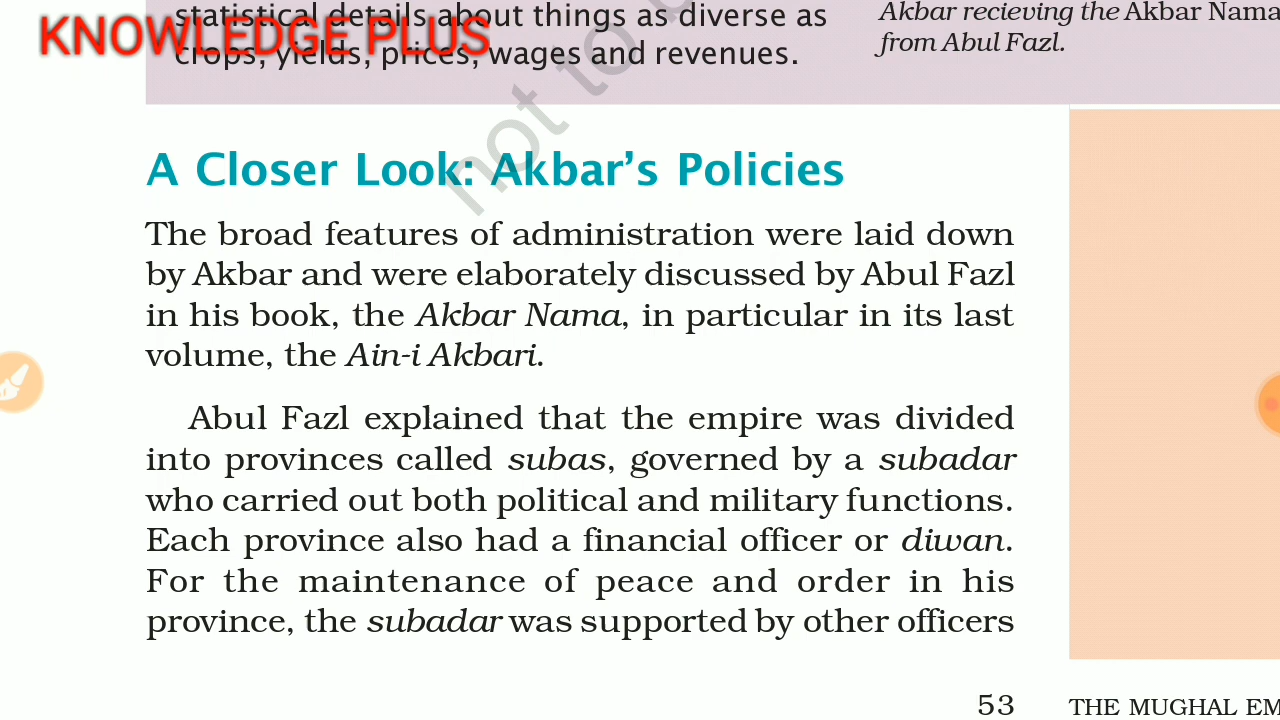 statistical details about things as diverse as
crops, yields, prices, wages and revenues.
KNOWLEDGE PLUS
Akbar recieving the Akbar Nama
from Abul Fazl.
not to
A Closer Look: Akbar’s Policies
The broad features of administration were laid down
by Akbar and were elaborately discussed by Abul Fazl
in his book, the Akbar Nama, in particular in its last
volume, the Ain-i Akbari.
Abul Fazl explained that the empire was divided
into provinces called subas, governed by a subadar
who carried out both political and military functions.
Each province also had a financial officer or diwan.
For the maintenance of peace and order in his
province, the subadar was supported by other officers
53
THE MUGHAL EM